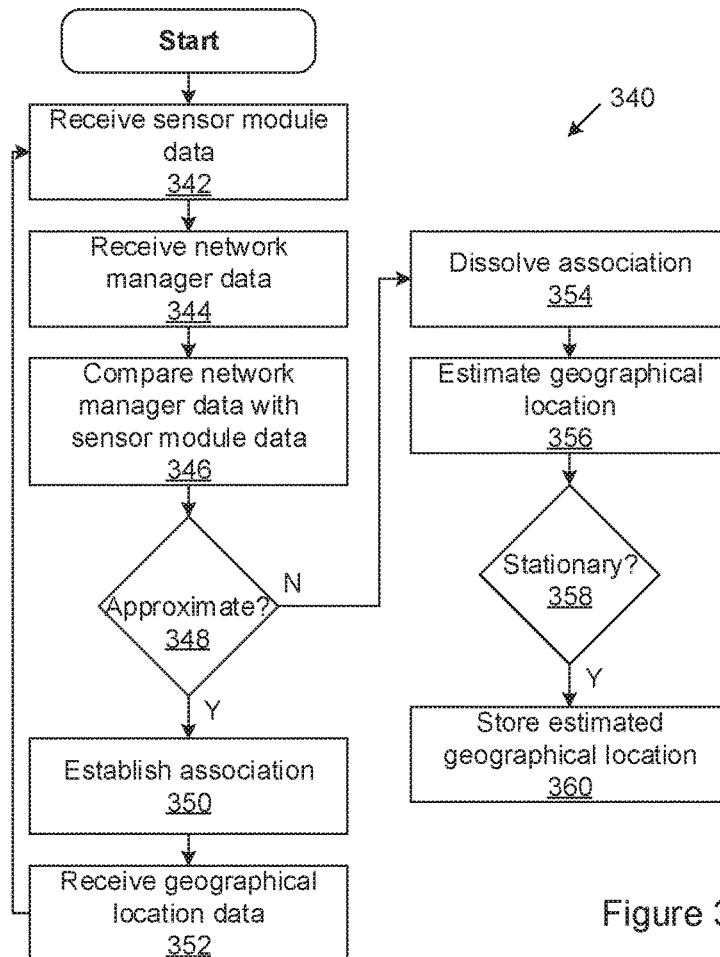 Start
Receive sensor module
data
342
Receive network
manager data
344
Compare network
manager data with
sensor module data
346
Approximate?
348
N
Y
Establish association
350
Receive geographical
location data
352
340
Dissolve association
354
Estimate geographical
location
356
Stationary?
358
Y
Store estimated
geographical location
360
Figure 3